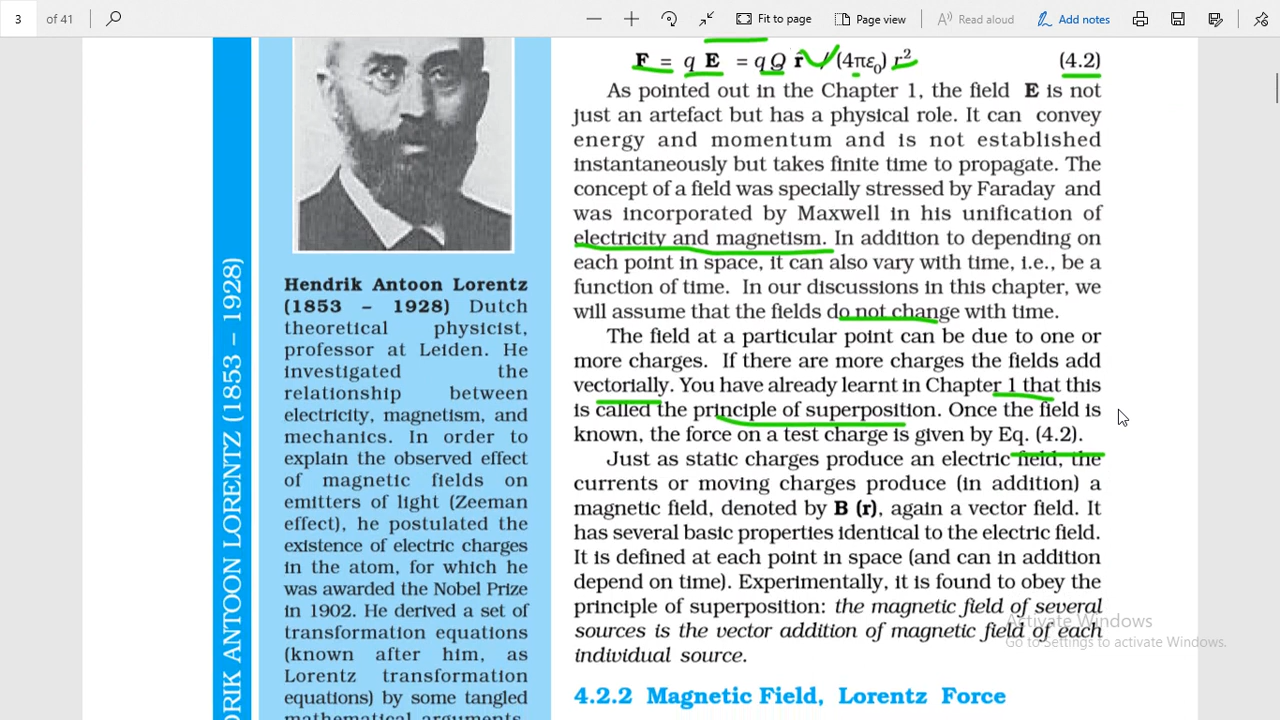 3 of 41 Fit to page Page view Read aloud Add notes
F = q E = q Q r̂ / (4πε₀) r² (4.2)
As pointed out in the Chapter 1, the field E is not
just an artefact but has a physical role. It can convey
energy and momentum and is not established
instantaneously but takes finite time to propagate. The
concept of a field was specially stressed by Faraday and
was incorporated by Maxwell in his unification of
electricity and magnetism. In addition to depending on
each point in space, it can also vary with time, i.e., be a
function of time. In our discussions in this chapter, we
will assume that the fields do not change with time.
The field at a particular point can be due to one or
more charges. If there are more charges the fields add
vectorially. You have already learnt in Chapter 1 that this
is called the principle of superposition. Once the field is
known, the force on a test charge is given by Eq. (4.2).
Just as static charges produce an electric field, the
currents or moving charges produce (in addition) a
magnetic field, denoted by B (r), again a vector field. It
has several basic properties identical to the electric field.
It is defined at each point in space (and can in addition
depend on time). Experimentally, it is found to obey the
principle of superposition: the magnetic field of several
sources is the vector addition of magnetic field of each
individual source.
4.2.2 Magnetic Field, Lorentz Force
DRIK ANTOON LORENTZ (1853 – 1928)
Hendrik Antoon Lorentz
(1853 – 1928) Dutch
theoretical physicist,
professor at Leiden. He
investigated the
relationship between
electricity, magnetism, and
mechanics. In order to
explain the observed effect
of magnetic fields on
emitters of light (Zeeman
effect), he postulated the
existence of electric charges
in the atom, for which he
was awarded the Nobel Prize
in 1902. He derived a set of
transformation equations
(known after him, as
Lorentz transformation
equations) by some tangled
mathematical arguments,
Activate Windows
Go to Settings to activate Windows.